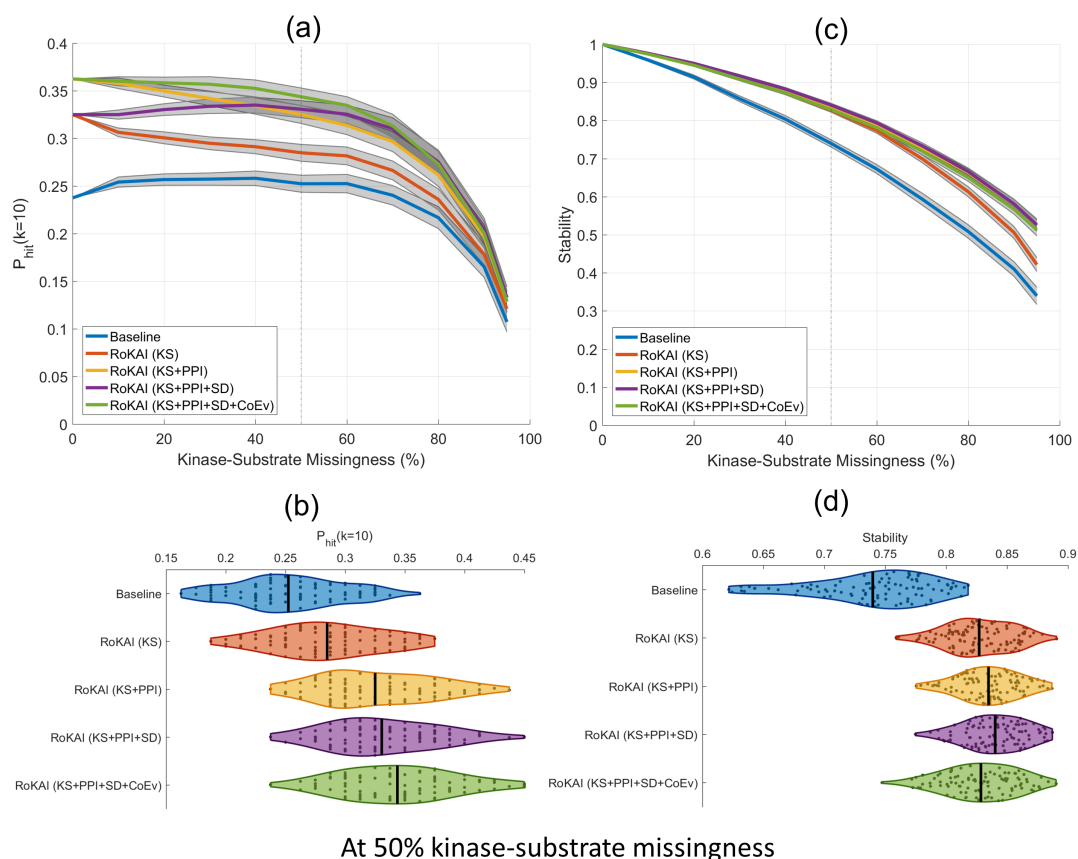 (a)
0.4
0.35
0.3
0.25
0.2
0.15
0.1
0.05
0
P_hit(k=10)
Baseline
RoKAI (KS)
RoKAI (KS+PPI)
RoKAI (KS+PPI+SD)
RoKAI (KS+PPI+SD+CoEv)
0 20 40 60 80 100
Kinase-Substrate Missingness (%)
(c)
1
0.9
0.8
0.7
0.6
0.5
0.4
0.3
0.2
0.1
0
Stability
Baseline
RoKAI (KS)
RoKAI (KS+PPI)
RoKAI (KS+PPI+SD)
RoKAI (KS+PPI+SD+CoEv)
0 20 40 60 80 100
Kinase-Substrate Missingness (%)
(b)
P_hit(k=10)
0.15 0.2 0.25 0.3 0.35 0.4 0.45
Baseline
RoKAI (KS)
RoKAI (KS+PPI)
RoKAI (KS+PPI+SD)
RoKAI (KS+PPI+SD+CoEv)
(d)
Stability
0.6 0.65 0.7 0.75 0.8 0.85 0.9
Baseline
RoKAI (KS)
RoKAI (KS+PPI)
RoKAI (KS+PPI+SD)
RoKAI (KS+PPI+SD+CoEv)
At 50% kinase-substrate missingness